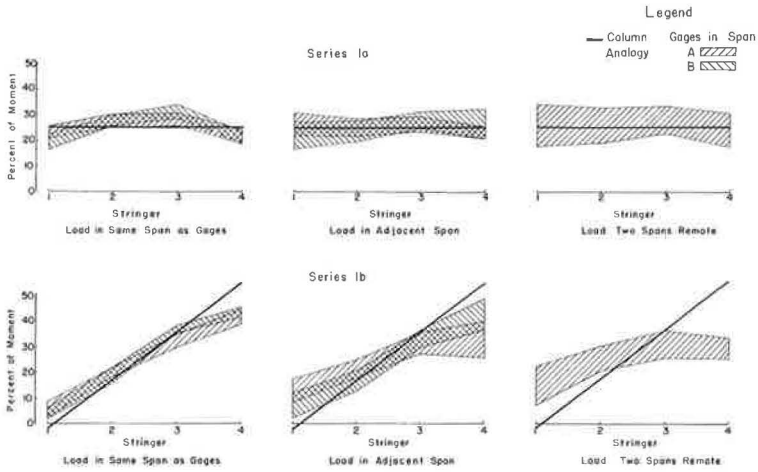 Legend
Column Analogy
Gages in Span
A
B
Series Ia
Percent of Moment
50
40
30
20
10
0
1 2 3 4
Stringer
Load in Same Span as Gages
1 2 3 4
Stringer
Load in Adjacent Span
1 2 3 4
Stringer
Load Two Spans Remote
Series Ib
Percent of Moment
50
40
30
20
10
0
1 2 3 4
Stringer
Load in Same Span as Gages
1 2 3 4
Stringer
Load in Adjacent Span
1 2 3 4
Stringer
Load Two Spans Remote